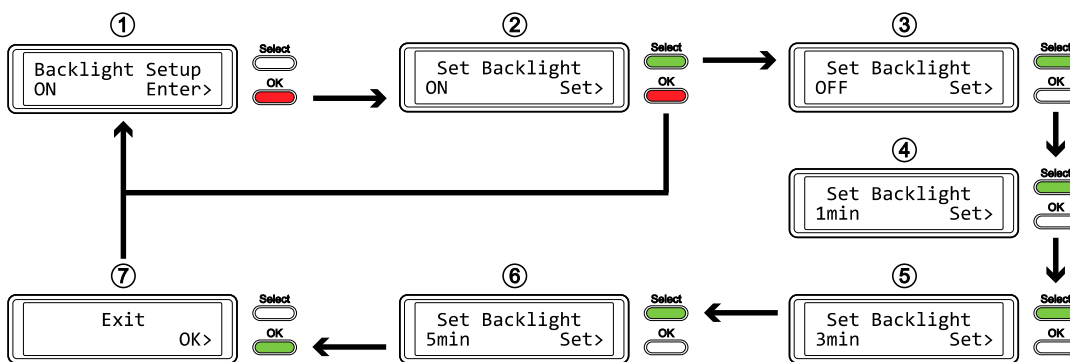 ①
Backlight Setup
ON Enter>
Select
OK
②
Set Backlight
ON Set>
Select
OK
③
Set Backlight
OFF Set>
Select
OK
④
Set Backlight
1min Set>
Select
OK
⑤
Set Backlight
3min Set>
Select
OK
⑥
Set Backlight
5min Set>
Select
OK
⑦
Exit
OK>
Select
OK